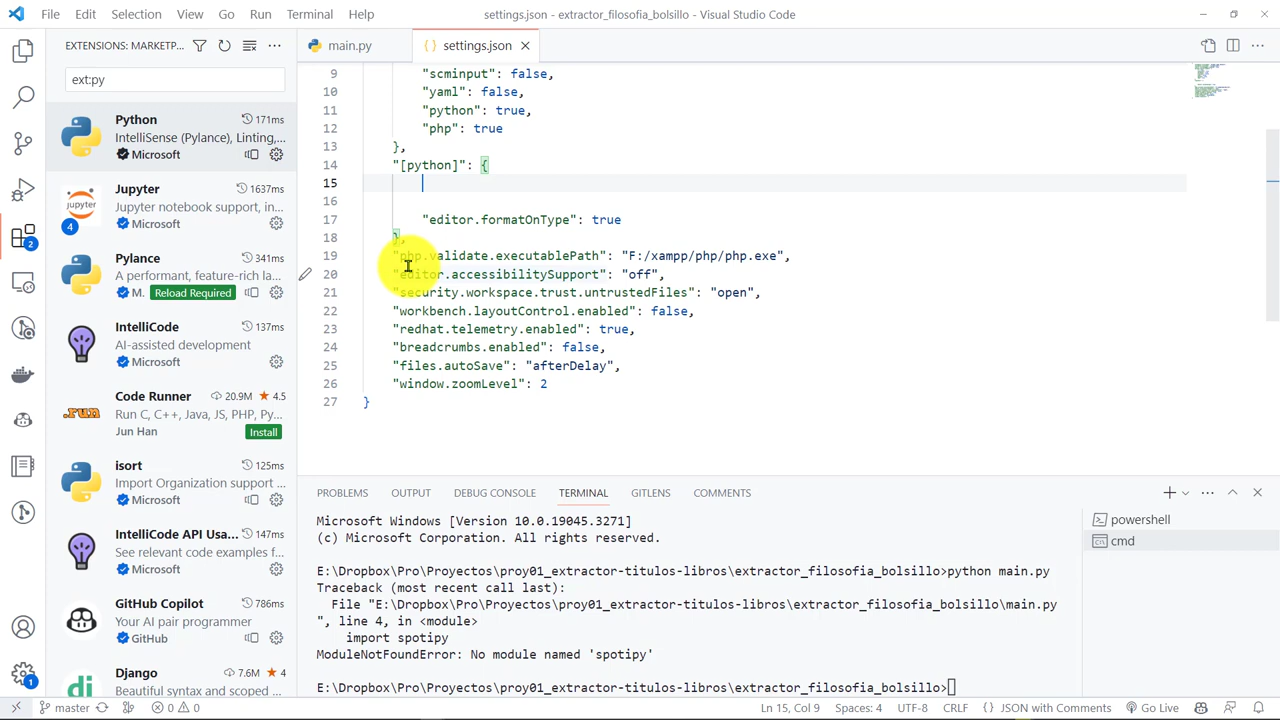 File Edit Selection View Go Run Terminal Help
settings.json - extractor_filosofia_bolsillo - Visual Studio Code
EXTENSIONS: MARKETP...
ext:py
Python 171ms
IntelliSense (Pylance), Linting,...
Microsoft
Jupyter 1637ms
Jupyter notebook support, in...
Microsoft
jupyter
4
Pylance 341ms
A performant, feature-rich la...
M. Reload Required
2
IntelliCode 137ms
AI-assisted development
Microsoft
Code Runner 20.9M 4.5
Run C, C++, Java, JS, PHP, Py...
Jun Han Install
.run
isort 125ms
Import Organization support ...
Microsoft
IntelliCode API Usa... 147ms
See relevant code examples f...
Microsoft
GitHub Copilot 786ms
Your AI pair programmer
GitHub
Django 7.6M 4
Beautiful syntax and scoped ...
dj
1
main.py settings.json
9 "scminput": false,
10 "yaml": false,
11 "python": true,
12 "php": true
13 },
14 "[python]": {
15
16
17 "editor.formatOnType": true
18 },
19 "php.validate.executablePath": "F:/xampp/php/php.exe",
20 "editor.accessibilitySupport": "off",
21 "security.workspace.trust.untrustedFiles": "open",
22 "workbench.layoutControl.enabled": false,
23 "redhat.telemetry.enabled": true,
24 "breadcrumbs.enabled": false,
25 "files.autoSave": "afterDelay",
26 "window.zoomLevel": 2
27 }
PROBLEMS OUTPUT DEBUG CONSOLE TERMINAL GITLENS COMMENTS
Microsoft Windows [Version 10.0.19045.3271]
(c) Microsoft Corporation. All rights reserved.
E:\Dropbox\Pro\Proyectos\proy01_extractor-titulos-libros\extractor_filosofia_bolsillo>python main.py
Traceback (most recent call last):
File "E:\Dropbox\Pro\Proyectos\proy01_extractor-titulos-libros\extractor_filosofia_bolsillo\main.py
", line 4, in <module>
import spotipy
ModuleNotFoundError: No module named 'spotipy'
E:\Dropbox\Pro\Proyectos\proy01_extractor-titulos-libros\extractor_filosofia_bolsillo>
powershell
cmd
master 0 0 Ln 15, Col 9 Spaces: 4 UTF-8 CRLF {} JSON with Comments Go Live